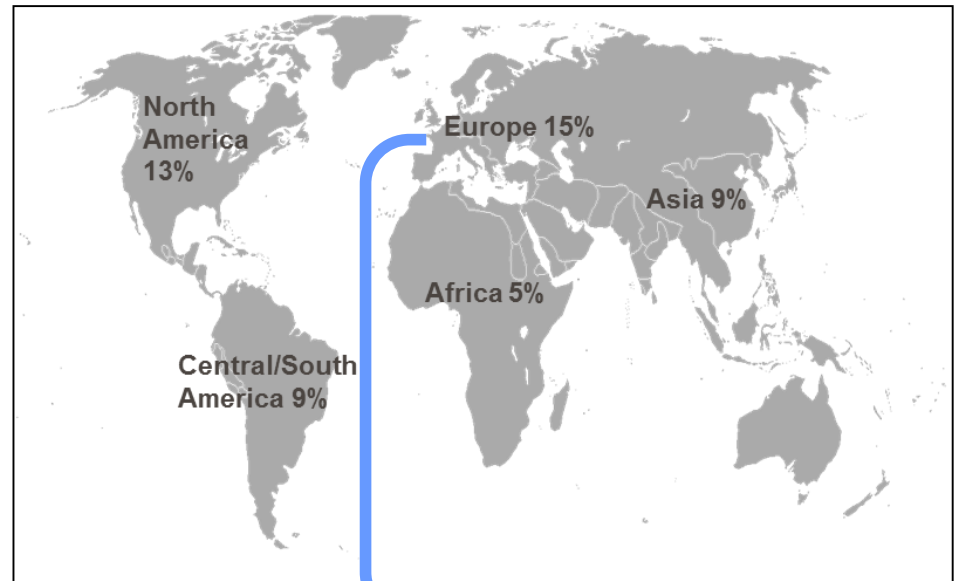 North
America
13%
Europe 15%
Asia 9%
Africa 5%
Central/South
America 9%